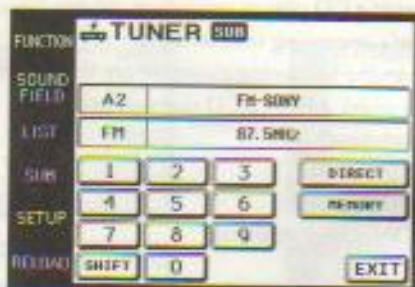 FUNCTION
TUNER SUB
SOUND
FIELD
A2 FM-SONY
LIST
FM 87.5MHz
SUB
1 2 3 DIRECT
4 5 6 MEMORY
SETUP
7 8 9
RELOAD
SHIFT 0 EXIT